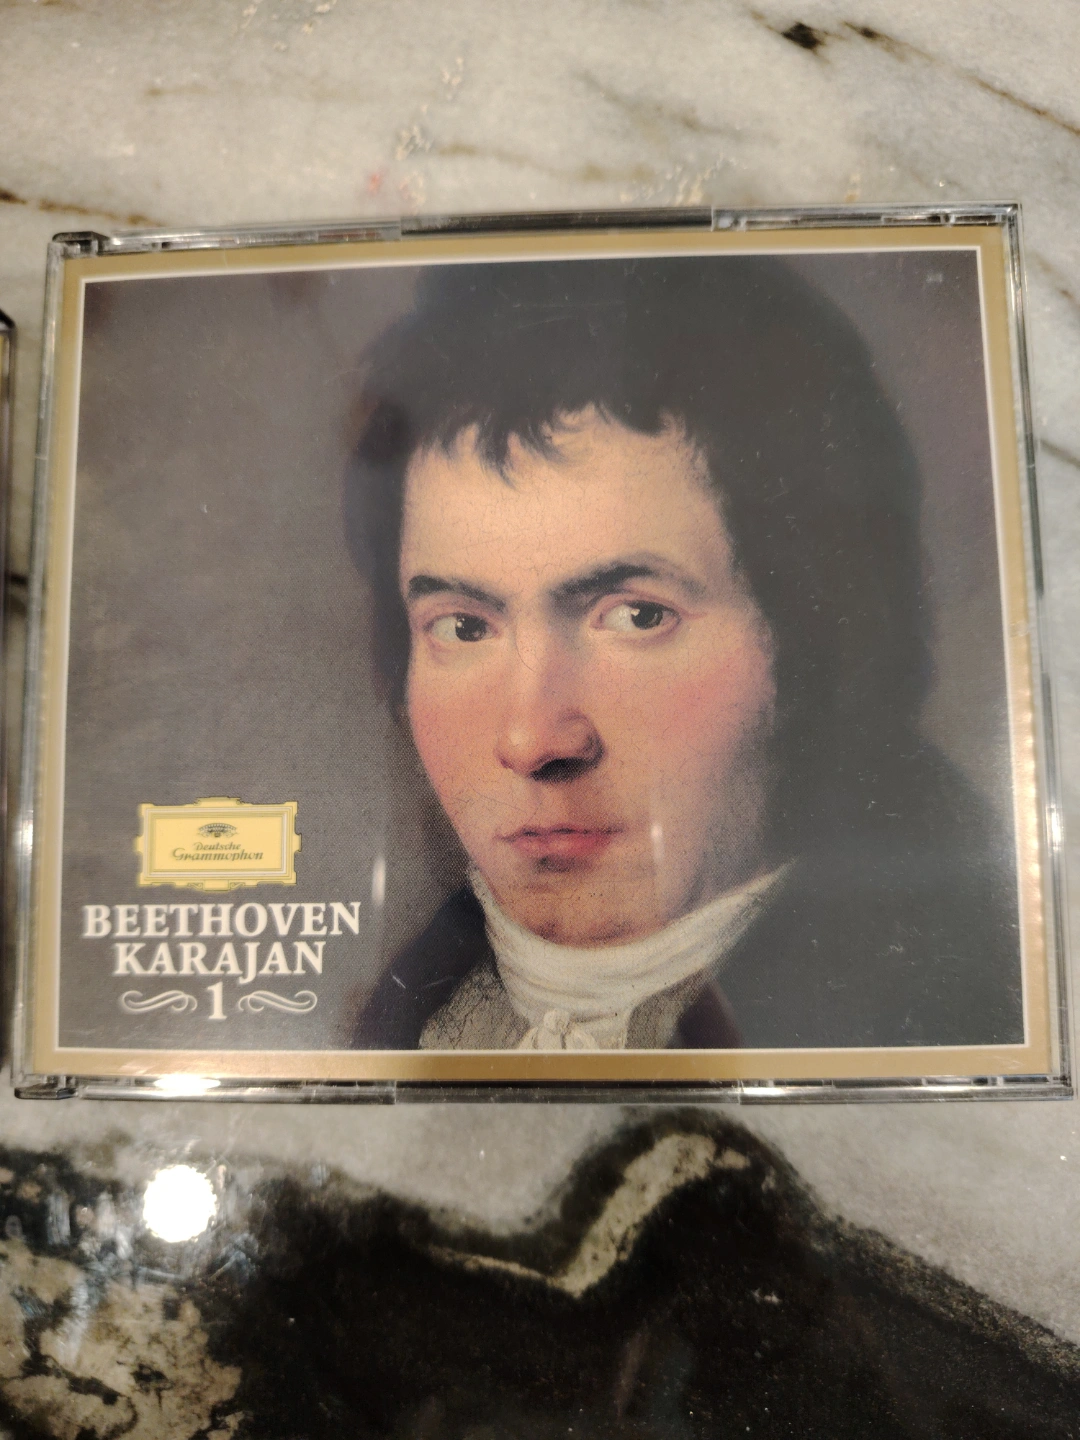 Deutsche
Grammophon
BEETHOVEN
KARAJAN
1